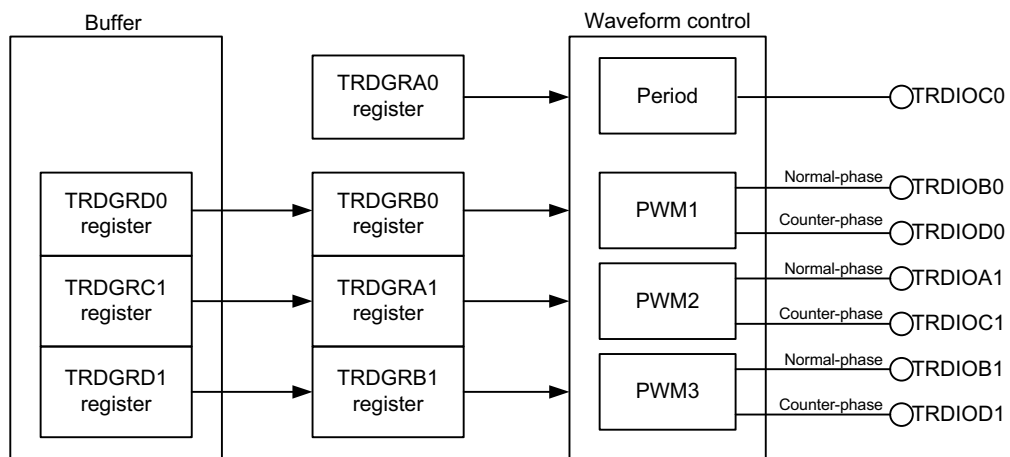 Buffer
Waveform control
TRDGRA0
register
Period
TRDIOC0
TRDGRD0
register
TRDGRB0
register
PWM1
Normal-phase
TRDIOB0
Counter-phase
TRDIOD0
TRDGRC1
register
TRDGRA1
register
PWM2
Normal-phase
TRDIOA1
Counter-phase
TRDIOC1
TRDGRD1
register
TRDGRB1
register
PWM3
Normal-phase
TRDIOB1
Counter-phase
TRDIOD1